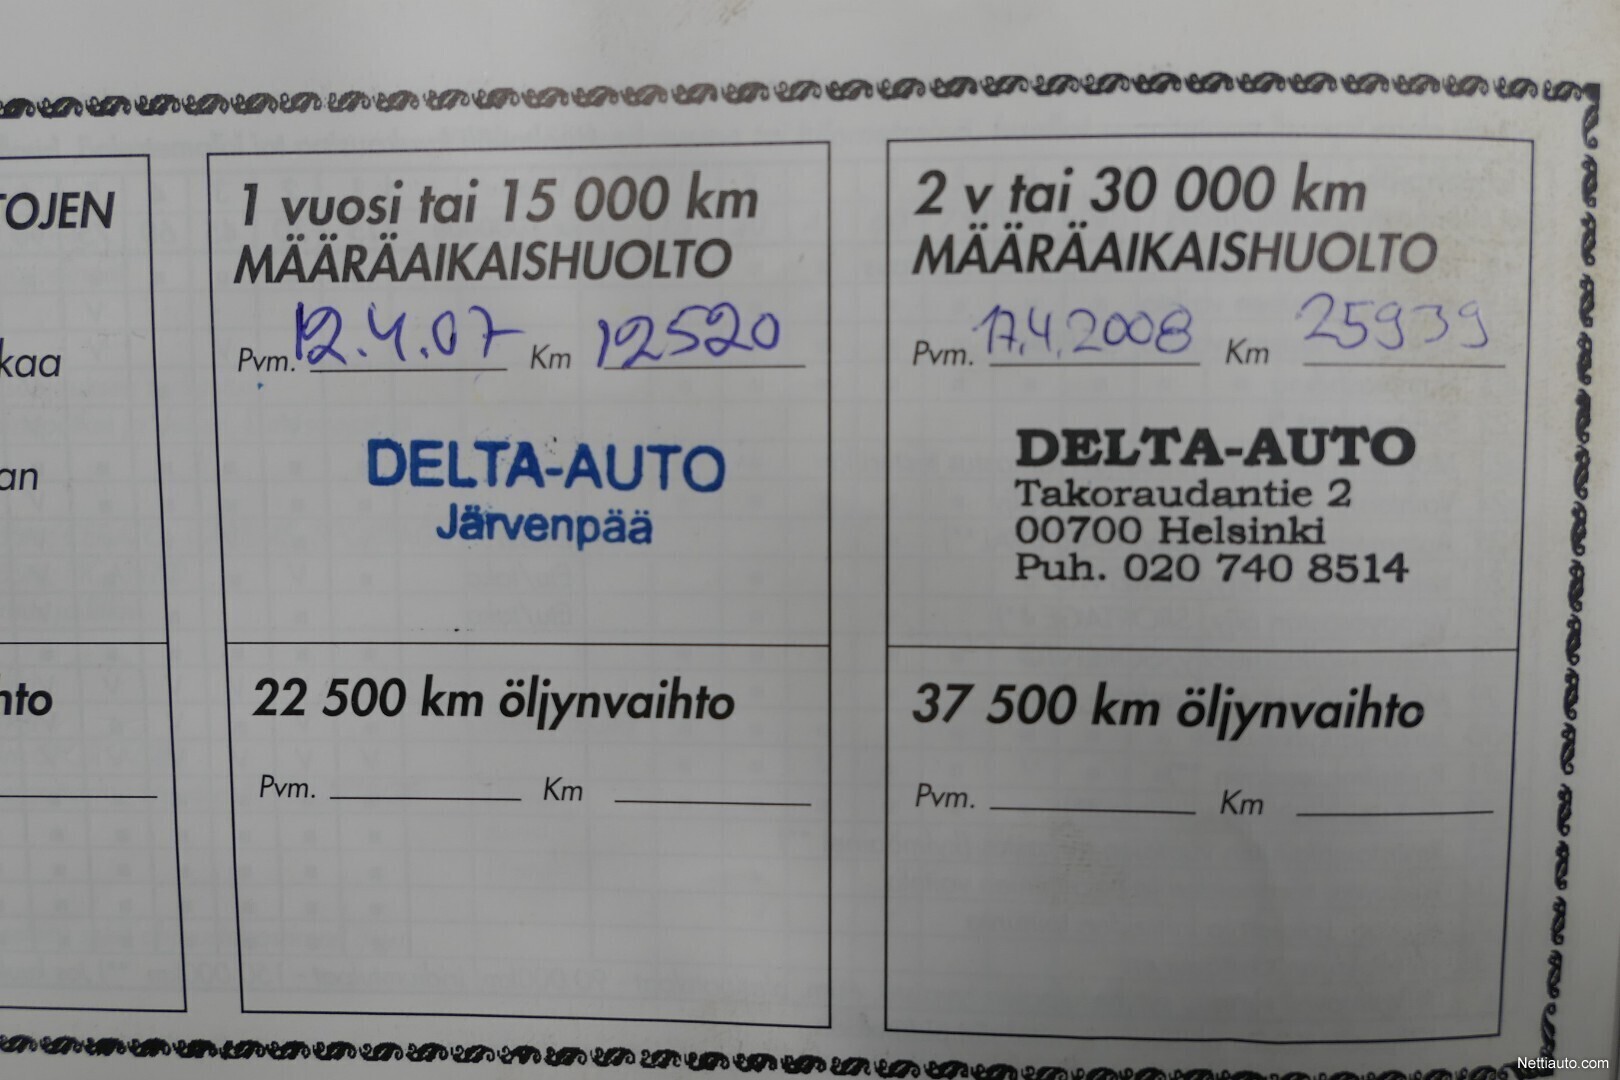 TOJEN
kaa
an
hto
1 vuosi tai 15 000 km
MÄÄRÄAIKAISHUOLTO
Pvm. 12.4.07 Km 12520
DELTA-AUTO
Järvenpää
22 500 km öljynvaihto
Pvm. Km
2 v tai 30 000 km
MÄÄRÄAIKAISHUOLTO
Pvm. 17.4.2008 Km 25939
DELTA-AUTO
Takoraudantie 2
00700 Helsinki
Puh. 020 740 8514
37 500 km öljynvaihto
Pvm. Km
Nettiauto.com